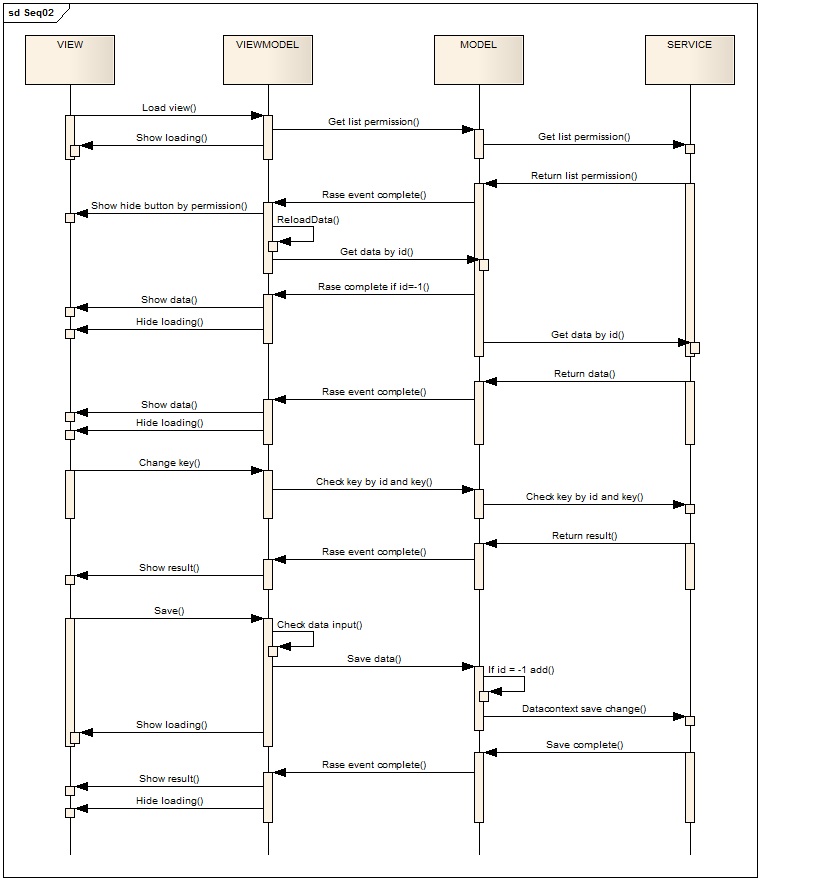 sd Seq02
VIEW
VIEWMODEL
MODEL
SERVICE
Load view()
Get list permission()
Show loading()
Get list permission()
Return list permission()
Rase event complete()
Show hide button by permission()
ReloadData()
Get data by id()
Rase complete if id=-1()
Show data()
Hide loading()
Get data by id()
Return data()
Rase event complete()
Show data()
Hide loading()
Change key()
Check key by id and key()
Check key by id and key()
Return result()
Rase event complete()
Show result()
Save()
Check data input()
Save data()
If id = -1 add()
Datacontext save change()
Show loading()
Save complete()
Rase event complete()
Show result()
Hide loading()